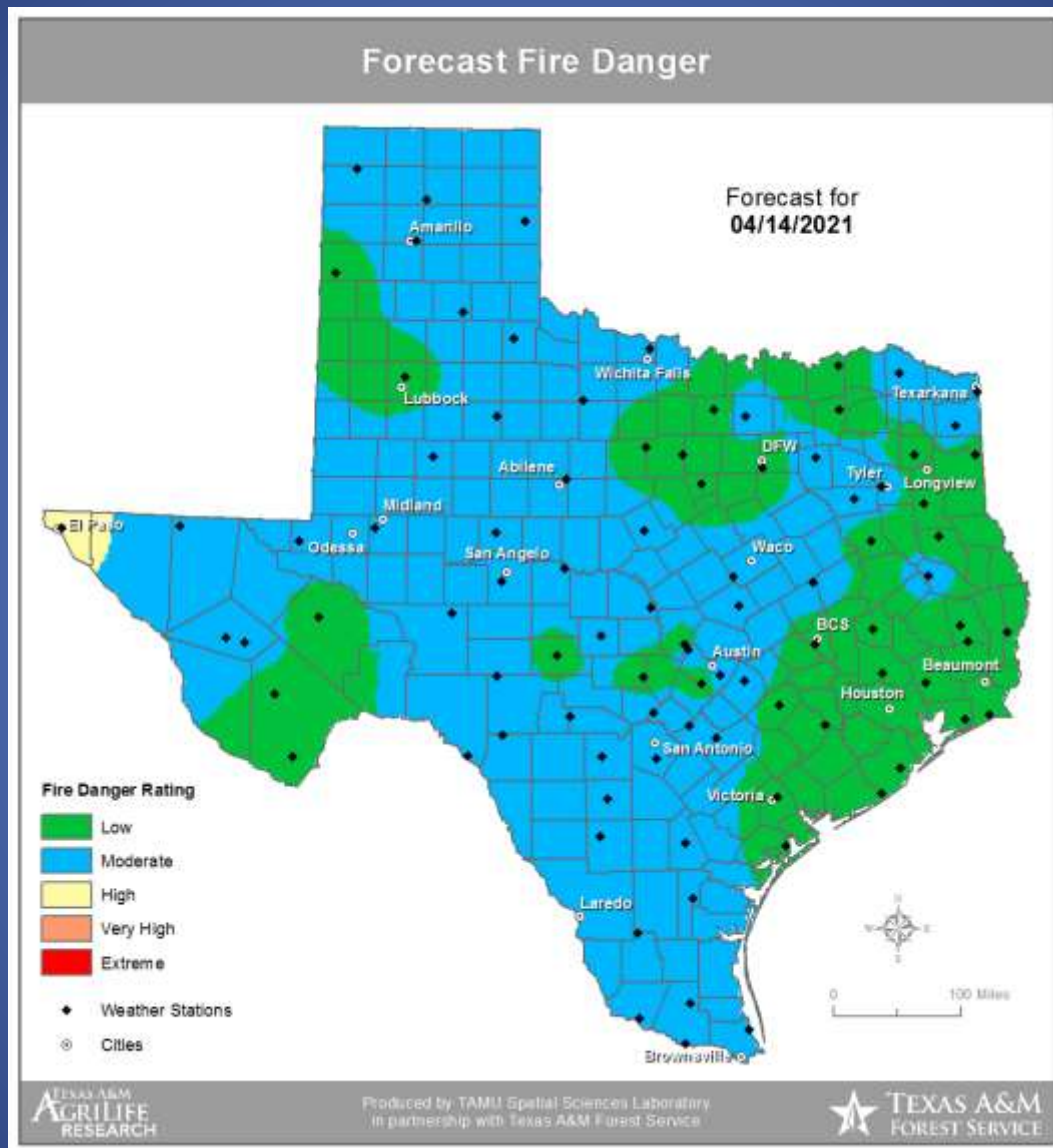 Forecast Fire Danger
Forecast for
04/14/2021
Amarillo
Wichita Falls
Texarkana
Lubbock
DFW
Abilene
Tyler
Longview
Midland
El Paso
Odessa
San Angelo
Waco
BCS
Austin
Beaumont
Houston
San Antonio
Victoria
Laredo
Brownsville
Fire Danger Rating
Low
Moderate
High
Very High
Extreme
Weather Stations
Cities
N
W E
S
0 100 Miles
TEXAS A&M
AGRILIFE
RESEARCH
Produced by TAMU Spatial Sciences Laboratory
in partnership with Texas A&M Forest Service
TEXAS A&M
FOREST SERVICE